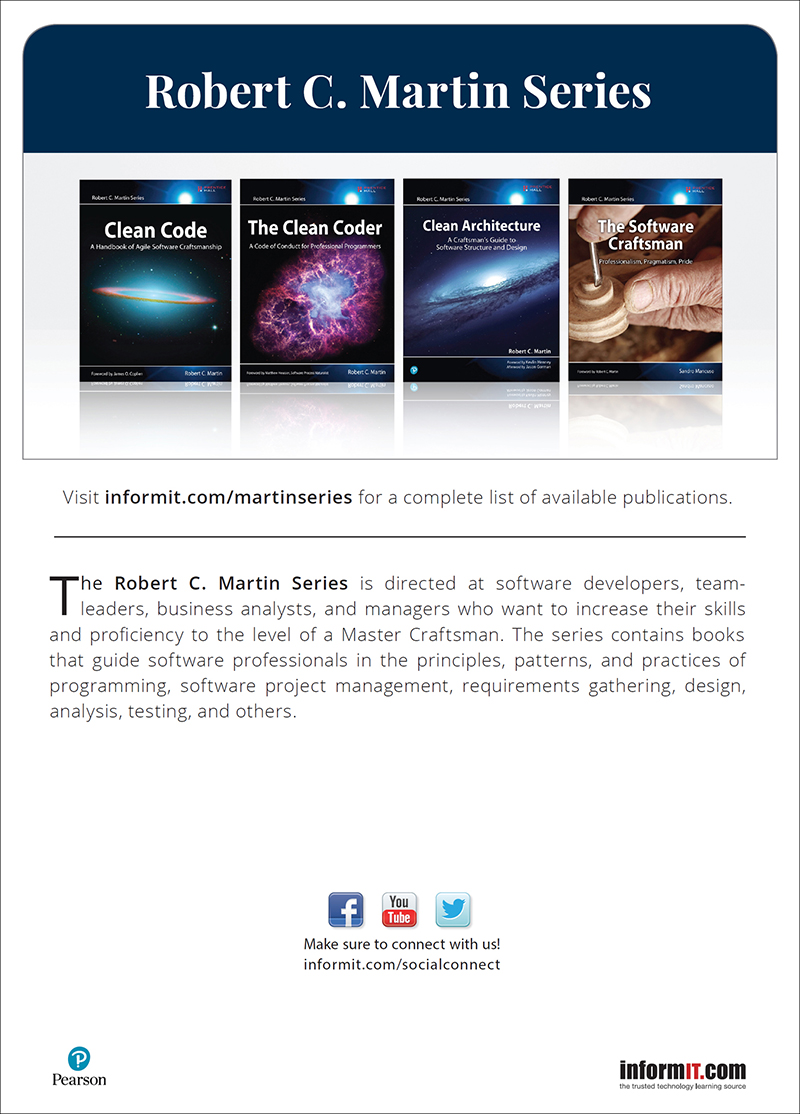 Robert C. Martin Series
Robert C. Martin Series
Clean Code
A Handbook of Agile Software Craftsmanship
Foreword by James O. Coplien
Robert C. Martin
Robert C. Martin Series
The Clean Coder
A Code of Conduct for Professional Programmers
Robert C. Martin
Robert C. Martin Series
Clean Architecture
A Craftsman's Guide to
Software Structure and Design
Robert C. Martin
Foreword by Kevlin Henney
Afterword by Jason Gorman
Robert C. Martin Series
The Software
Craftsman
Professionalism, Pragmatism, Pride
Foreword by Robert C. Martin
Sandro Mancuso
Visit informit.com/martinseries for a complete list of available publications.
The Robert C. Martin Series is directed at software developers, team-
leaders, business analysts, and managers who want to increase their skills
and proficiency to the level of a Master Craftsman. The series contains books
that guide software professionals in the principles, patterns, and practices of
programming, software project management, requirements gathering, design,
analysis, testing, and others.
You
Tube
Make sure to connect with us!
informit.com/socialconnect
Pearson
informIT.com
the trusted technology learning source